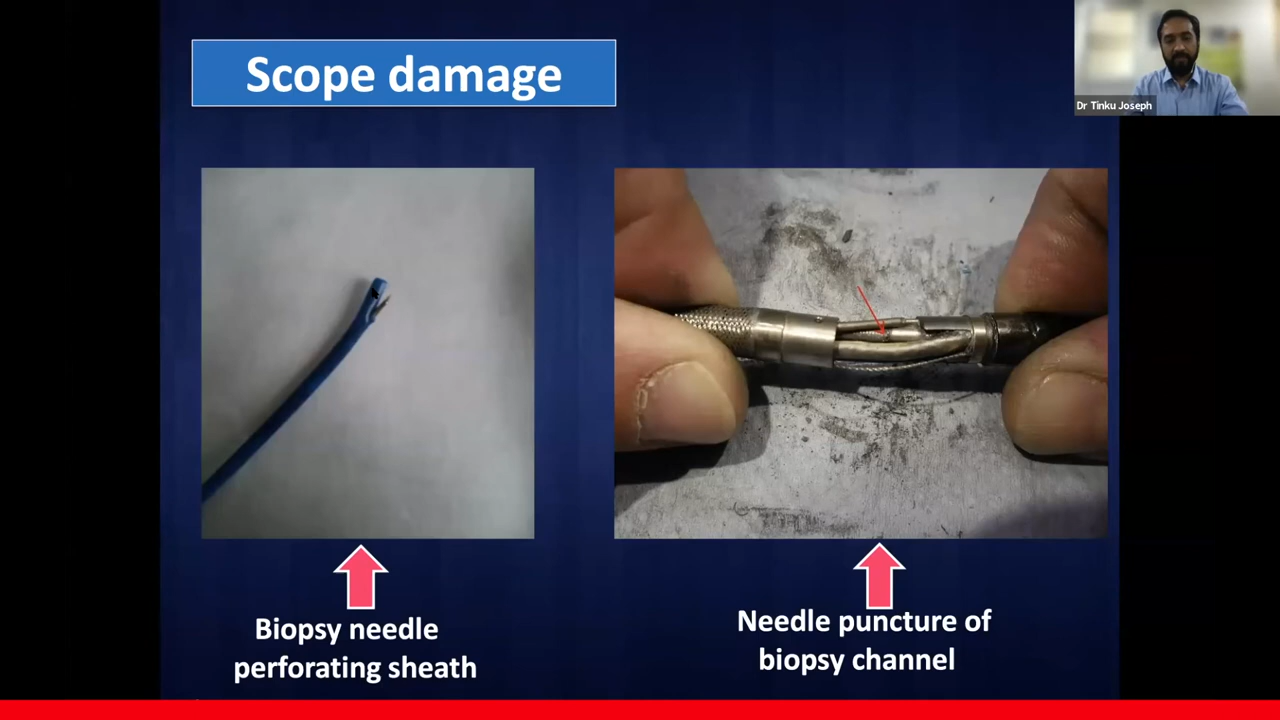 Scope damage
Dr Tinku Joseph
Biopsy needle
perforating sheath
Needle puncture of
biopsy channel